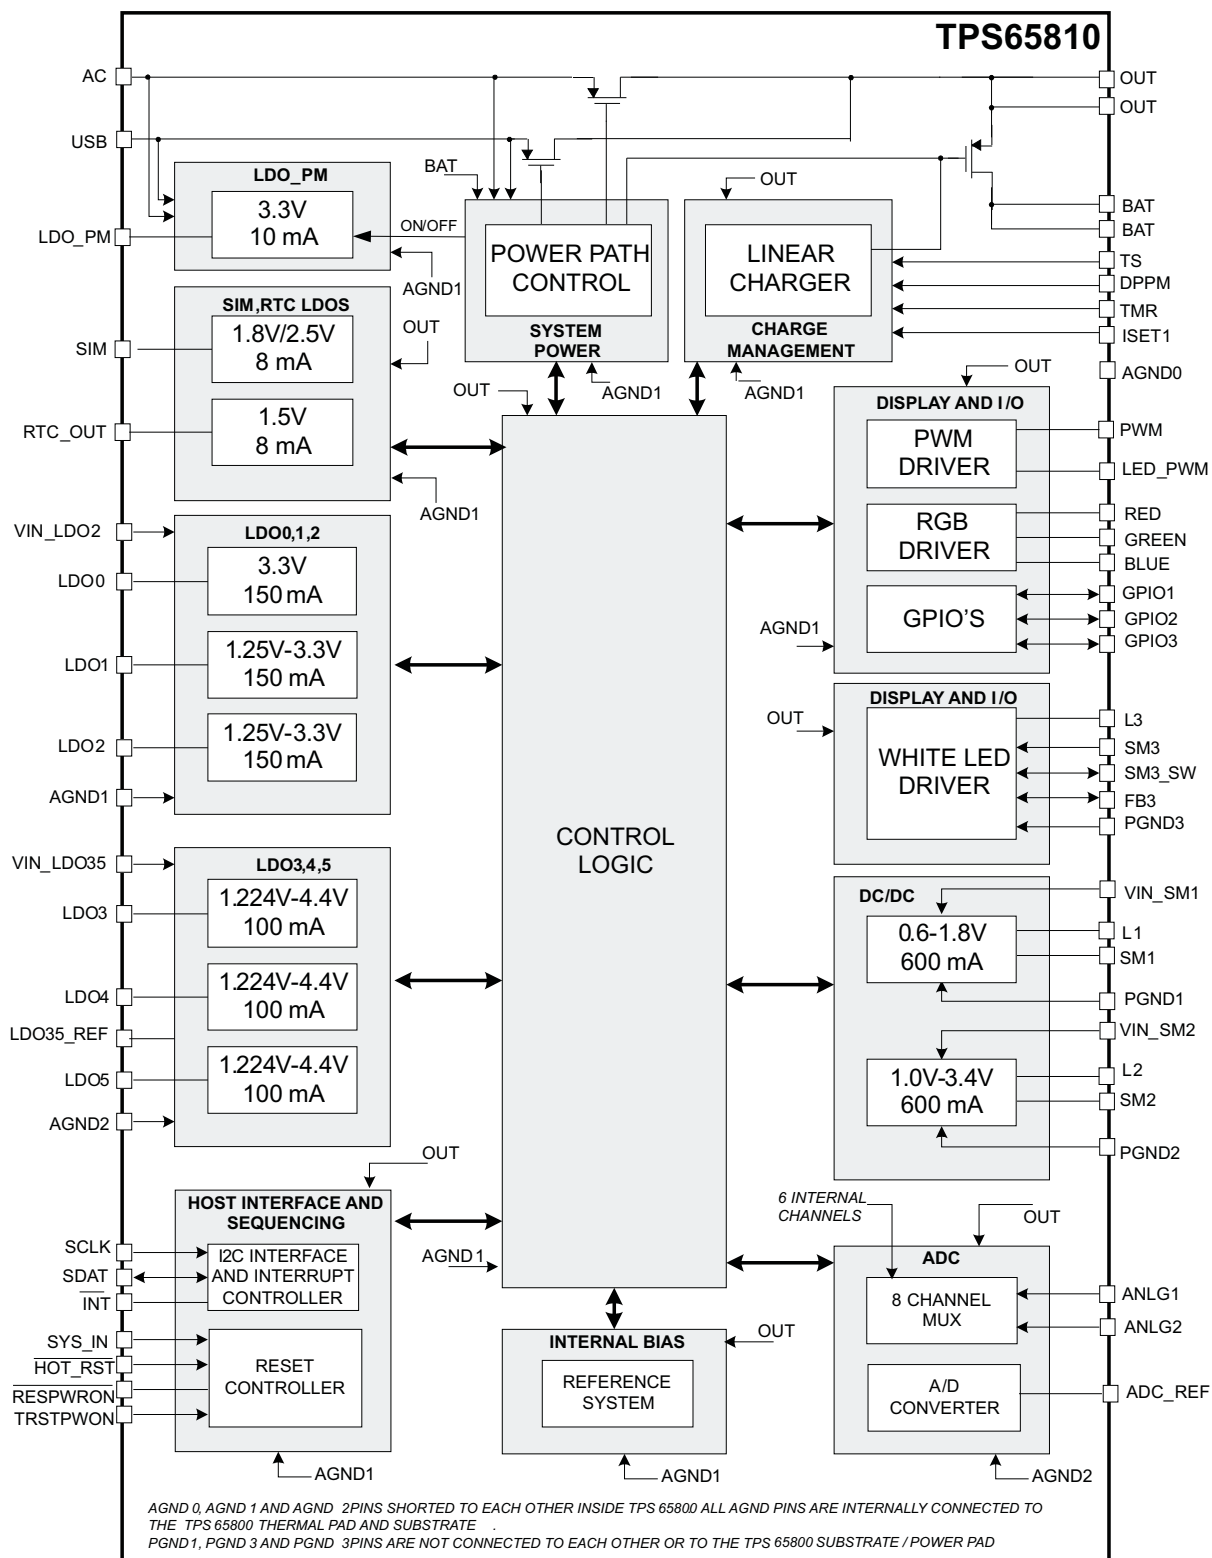 TPS65810
AC
USB
LDO_PM
SIM
RTC_OUT
VIN_LDO2
LDO0
LDO1
LDO2
AGND1
VIN_LDO35
LDO3
LDO4
LDO35_REF
LDO5
AGND2
SCLK
SDAT
INT
SYS_IN
HOT_RST
RESPWRON
TRSTPWON
LDO_PM
3.3V
10 mA
ON/OFF
AGND1
SIM,RTC LDOS
1.8V/2.5V
8 mA
1.5V
8 mA
OUT
AGND1
LDO0,1,2
3.3V
150 mA
1.25V-3.3V
150 mA
1.25V-3.3V
150 mA
LDO3,4,5
1.224V-4.4V
100 mA
1.224V-4.4V
100 mA
1.224V-4.4V
100 mA
OUT
HOST INTERFACE AND
SEQUENCING
I2C INTERFACE
AND INTERRUPT
CONTROLLER
RESET
CONTROLLER
AGND1
BAT
POWER PATH
CONTROL
SYSTEM
POWER
AGND1
OUT
LINEAR
CHARGER
CHARGE
MANAGEMENT
AGND1
OUT
CONTROL
LOGIC
AGND1
INTERNAL BIAS
REFERENCE
SYSTEM
OUT
AGND1
OUT
DISPLAY AND I/O
PWM
DRIVER
RGB
DRIVER
GPIO'S
AGND1
DISPLAY AND I/O
OUT
WHITE LED
DRIVER
DC/DC
0.6-1.8V
600 mA
1.0V-3.4V
600 mA
6 INTERNAL
CHANNELS
OUT
ADC
8 CHANNEL
MUX
A/D
CONVERTER
AGND2
OUT
OUT
BAT
BAT
TS
DPPM
TMR
ISET1
AGND0
PWM
LED_PWM
RED
GREEN
BLUE
GPIO1
GPIO2
GPIO3
L3
SM3
SM3_SW
FB3
PGND3
VIN_SM1
L1
SM1
PGND1
VIN_SM2
L2
SM2
PGND2
ANLG1
ANLG2
ADC_REF
AGND 0, AGND 1 AND AGND 2PINS SHORTED TO EACH OTHER INSIDE TPS 65800. ALL AGND PINS ARE INTERNALLY CONNECTED TO
THE TPS 65800 THERMAL PAD AND SUBSTRATE .
PGND1, PGND 3 AND PGND 3PINS ARE NOT CONNECTED TO EACH OTHER OR TO THE TPS 65800 SUBSTRATE / POWER PAD